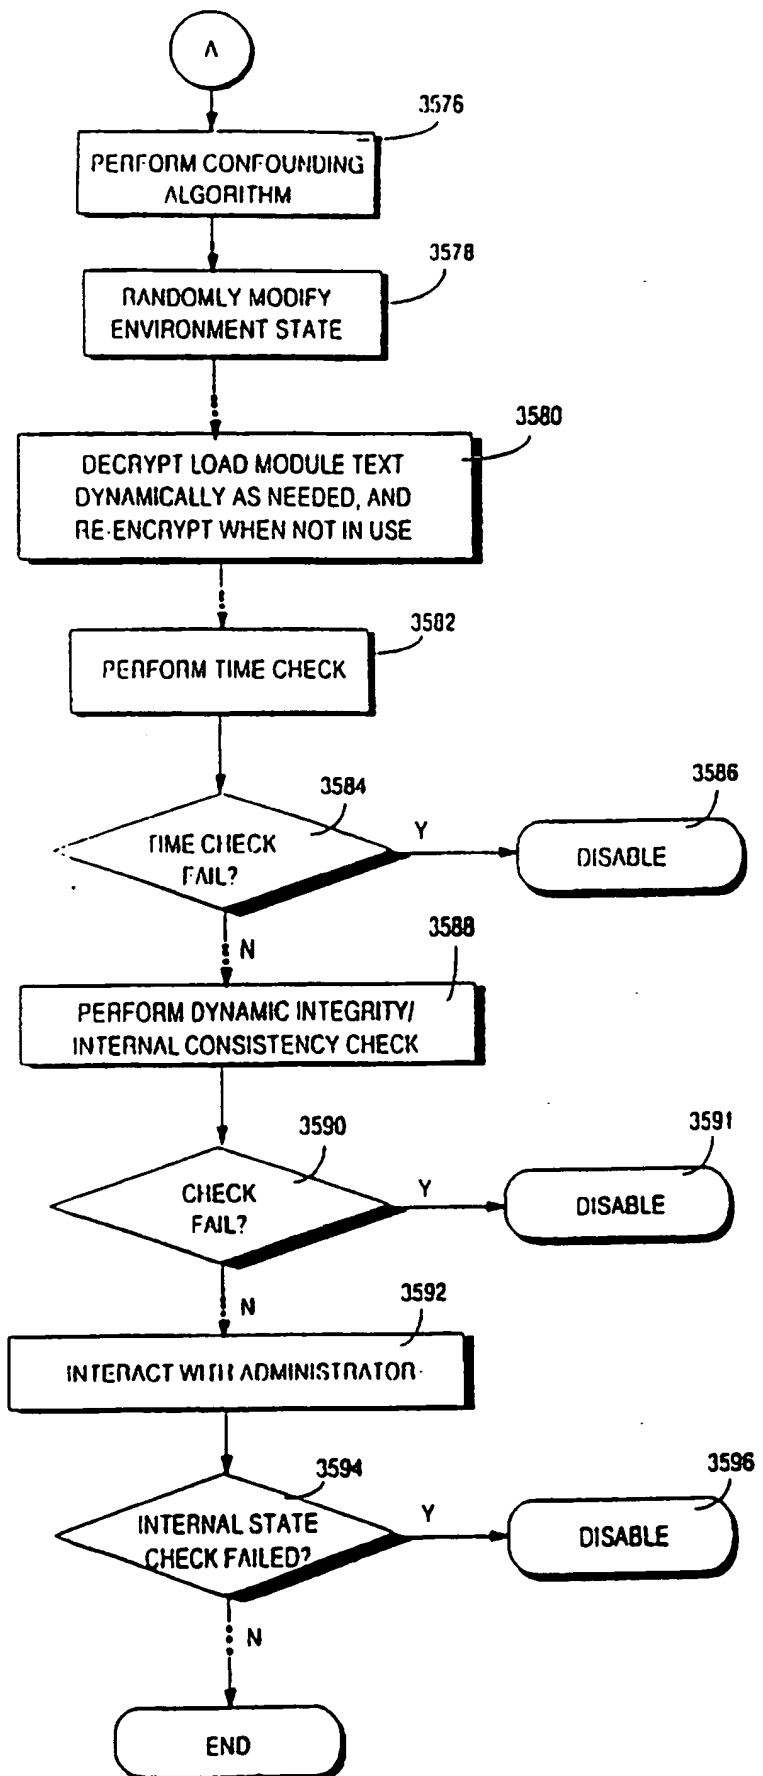 A
3576
PERFORM CONFOUNDING
ALGORITHM
3578
RANDOMLY MODIFY
ENVIRONMENT STATE
3580
DECRYPT LOAD MODULE TEXT
DYNAMICALLY AS NEEDED, AND
RE-ENCRYPT WHEN NOT IN USE
3582
PERFORM TIME CHECK
3584
TIME CHECK
FAIL?
Y
3586
DISABLE
N
3588
PERFORM DYNAMIC INTEGRITY/
INTERNAL CONSISTENCY CHECK
3590
CHECK
FAIL?
Y
3591
DISABLE
N
3592
INTERACT WITH ADMINISTRATOR
3594
INTERNAL STATE
CHECK FAILED?
Y
3596
DISABLE
N
END